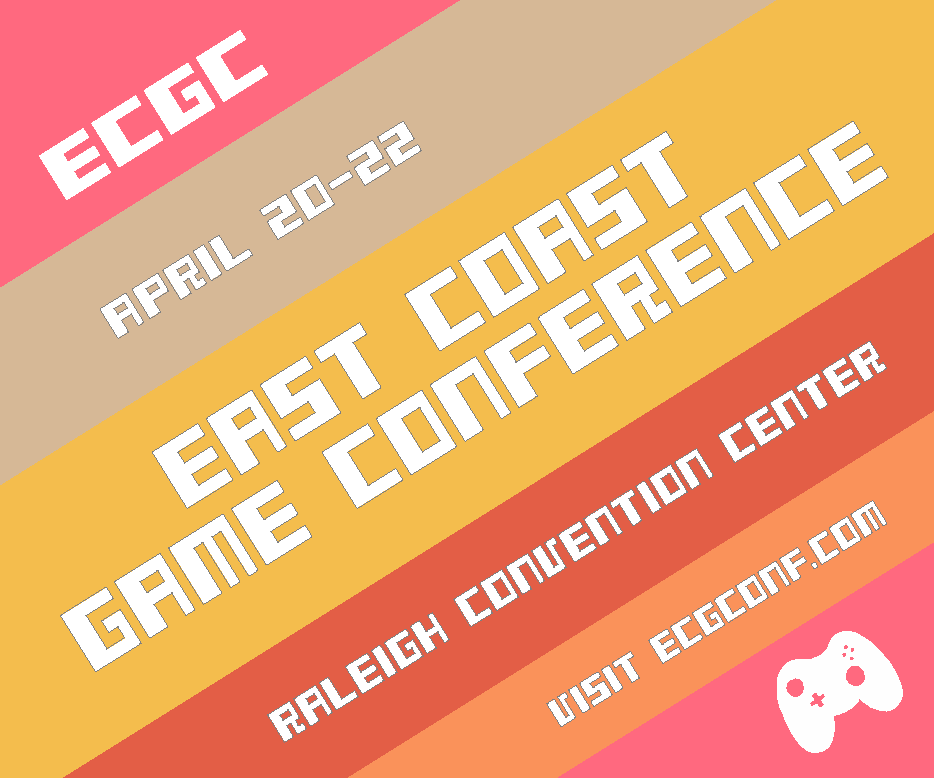 ECGC
APRIL 20-22
EAST COAST
GAME CONFERENCE
RALEIGH CONVENTION CENTER
VISIT ECGCONF.COM